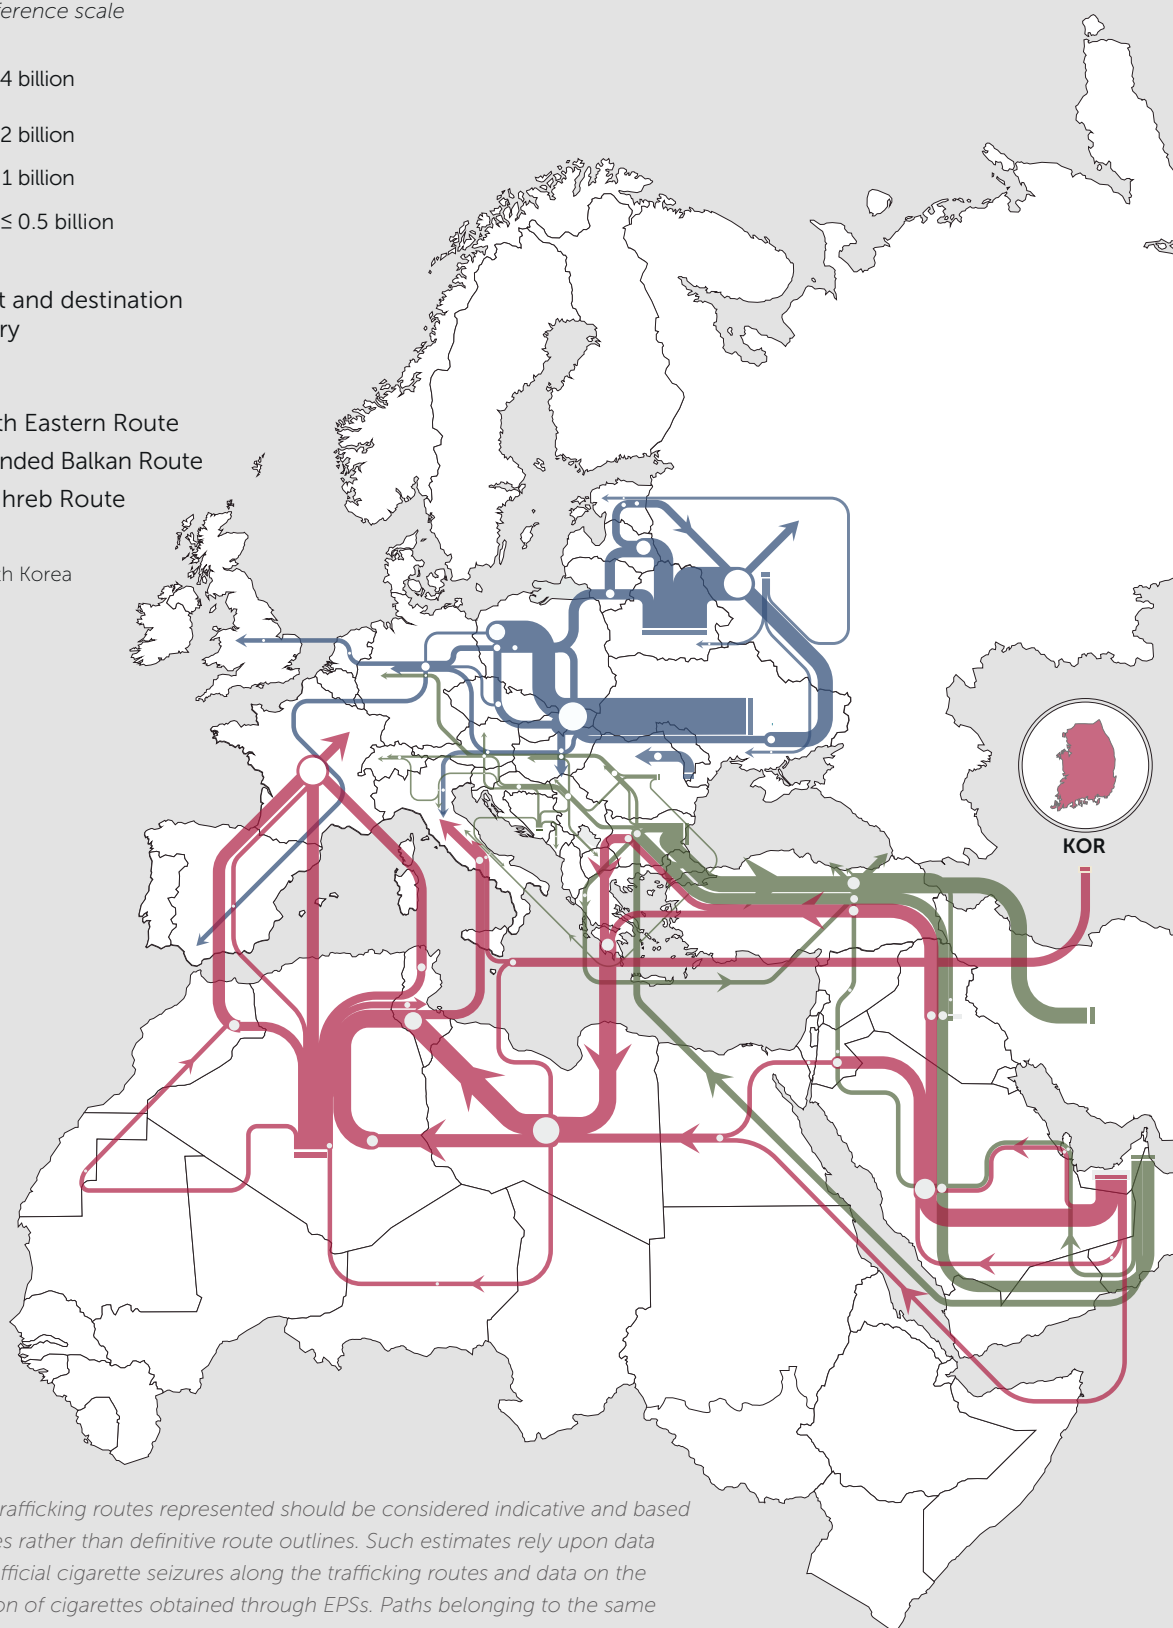 erence scale
4 billion
2 billion
1 billion
≤ 0.5 billion
t and destination
ry
th Eastern Route
nded Balkan Route
hreb Route
th Korea
KOR
trafficking routes represented should be considered indicative and based
es rather than definitive route outlines. Such estimates rely upon data
fficial cigarette seizures along the trafficking routes and data on the
on of cigarettes obtained through EPSs. Paths belonging to the same